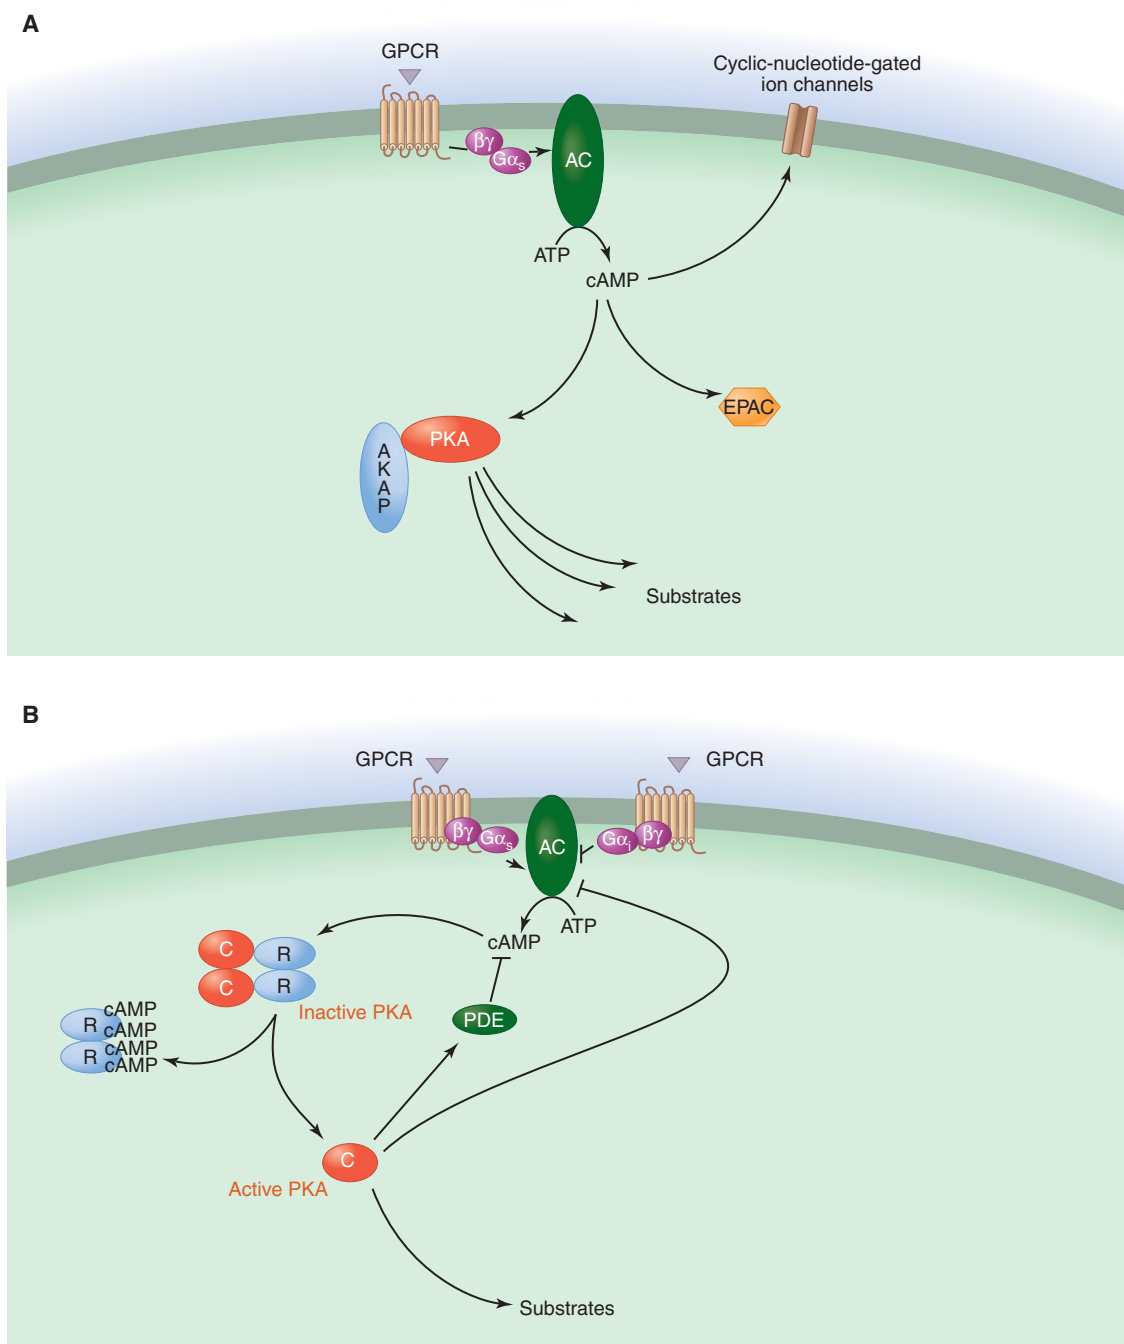 A
GPCR
Cyclic-nucleotide-gated
ion channels
βγ
Gαs
AC
ATP
cAMP
EPAC
PKA
A
K
A
P
Substrates
B
GPCR
GPCR
βγ
Gαs
AC
Gαi
βγ
ATP
cAMP
C
R
C
R
Inactive PKA
cAMP
R
cAMP
cAMP
R
cAMP
PDE
C
Active PKA
Substrates